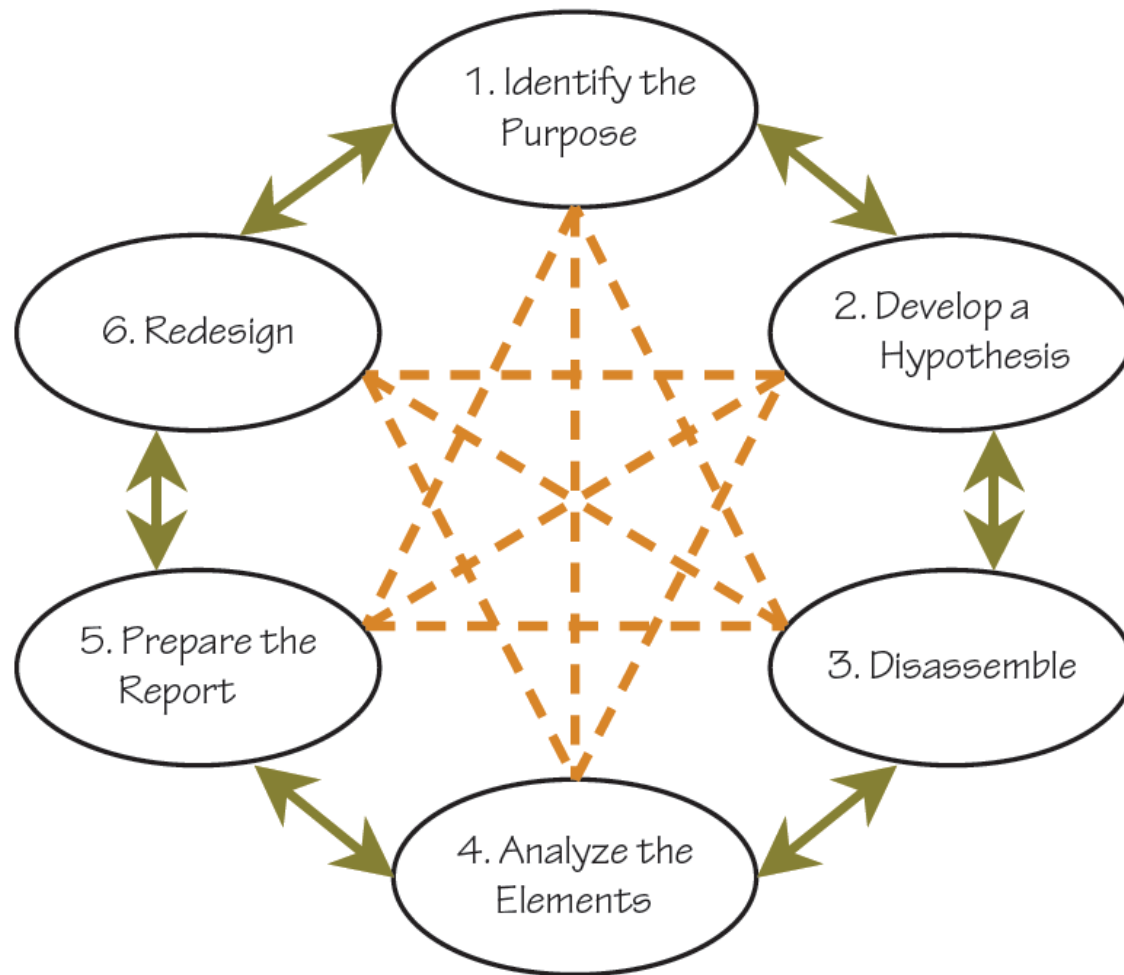 1. Identify the
Purpose
2. Develop a
Hypothesis
3. Disassemble
4. Analyze the
Elements
5. Prepare the
Report
6. Redesign